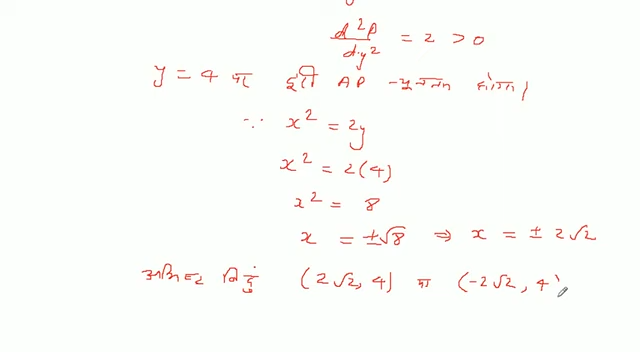 d²P/dy² = 2 > 0
y = 4 पर दूरी AP न्यूनतम होगा।
∵ x² = 2y
x² = 2(4)
x² = 8
x = ±√8 ⇒ x = ± 2√2
अभिष्ट बिंदु (2√2, 4) या (-2√2, 4)